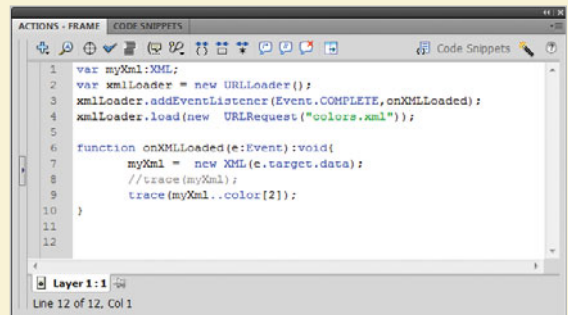 ACTIONS - FRAME CODE SNIPPETS
Code Snippets
1 var myXml:XML;
2 var xmlLoader = new URLLoader();
3 xmlLoader.addEventListener(Event.COMPLETE,onXMLLoaded);
4 xmlLoader.load(new URLRequest("colors.xml"));
5
6 function onXMLLoaded(e:Event):void{
7 myXml = new XML(e.target.data);
8 //trace(myXml);
9 trace(myXml..color[2]);
10 }
11
12
Layer 1 : 1
Line 12 of 12, Col 1